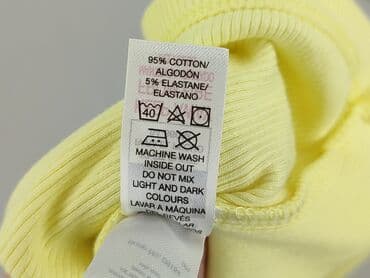 95% COTTON/
ALGODÓN
5% ELASTANE/
ELASTANO
40
MACHINE WASH
INSIDE OUT
DO NOT MIX
LIGHT AND DARK
COLOURS
LAVAR A MÁQUINA